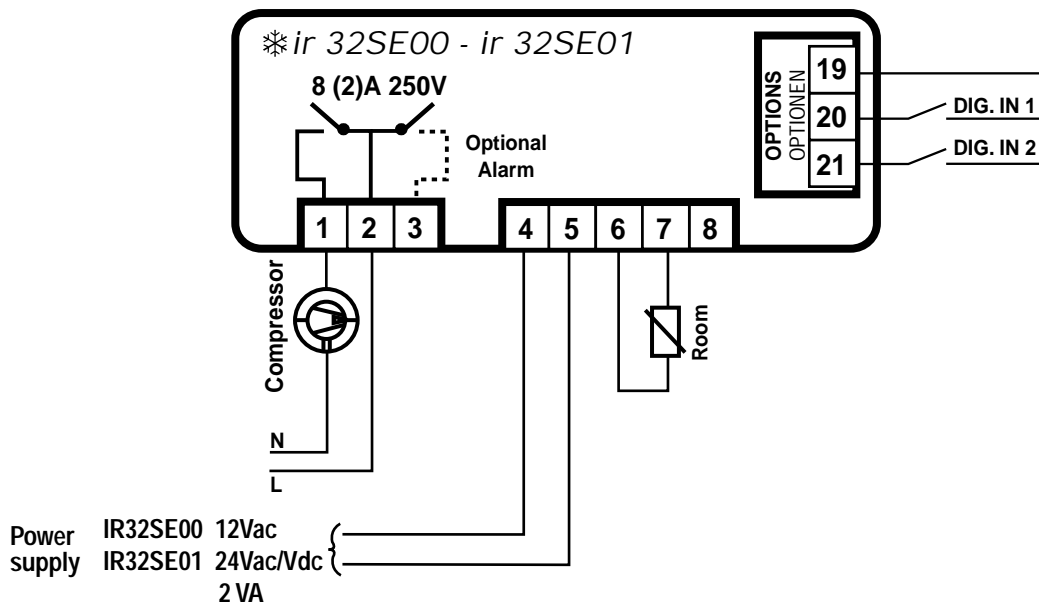 ir 32SE00 - ir 32SE01
8 (2)A 250V
Optional
Alarm
OPTIONS
OPTIONEN
19
20
21
DIG. IN 1
DIG. IN 2
1 2 3
4 5 6 7 8
Compressor
Room
N
L
Power supply
IR32SE00 12Vac
IR32SE01 24Vac/Vdc
2 VA